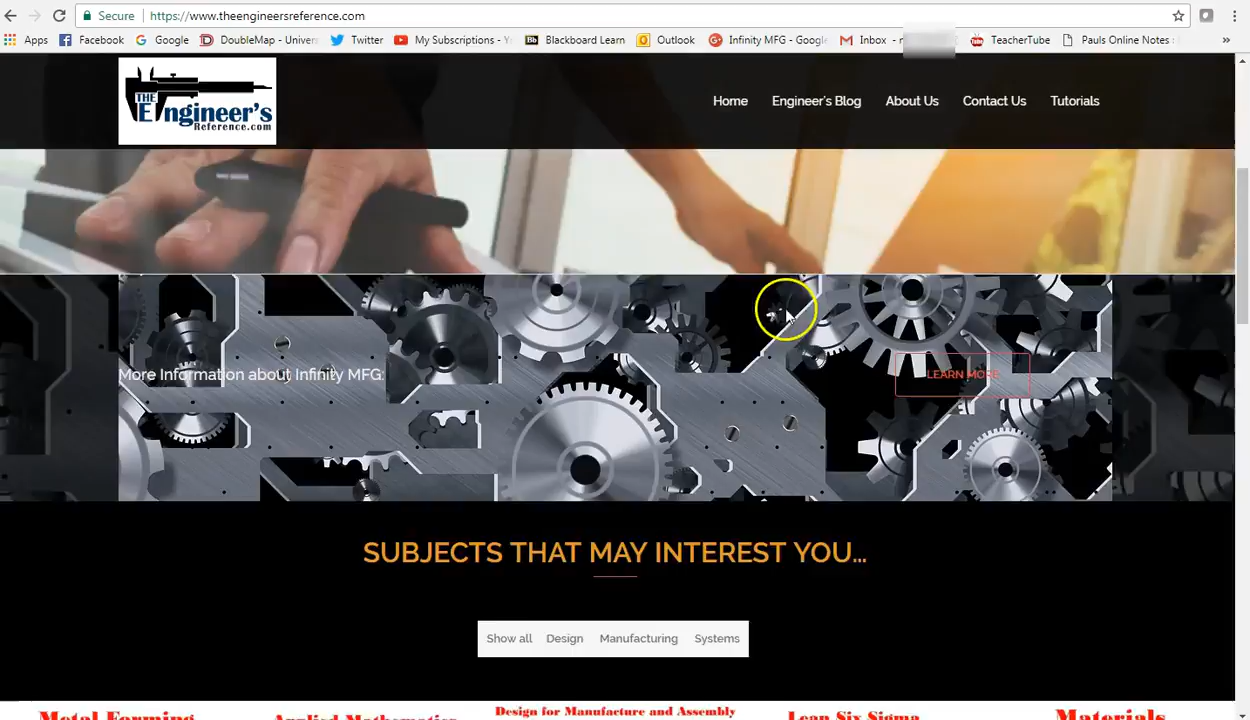 Secure https://www.theengineersreference.com
Apps Facebook Google DoubleMap - Univer Twitter My Subscriptions - Y Blackboard Learn Outlook Infinity MFG - Google Inbox - TeacherTube Pauls Online Notes : »
THE Engineer's
Reference.com
Home Engineer's Blog About Us Contact Us Tutorials
More Information about Infinity MFG:
LEARN MORE
SUBJECTS THAT MAY INTEREST YOU...
Show all Design Manufacturing Systems
Metal Forming Applied Mathematics Design for Manufacture and Assembly Lean Six Sigma Materials